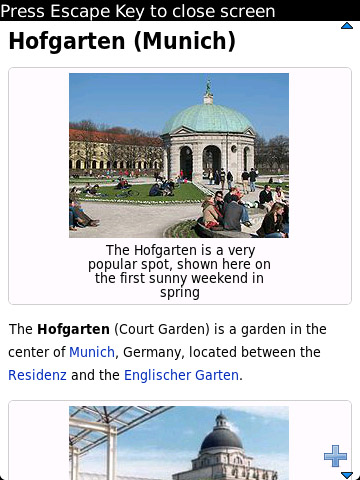 Press Escape Key to close screen
Hofgarten (Munich)
The Hofgarten is a very
popular spot, shown here on
the first sunny weekend in
spring
The Hofgarten (Court Garden) is a garden in the
center of Munich, Germany, located between the
Residenz and the Englischer Garten.